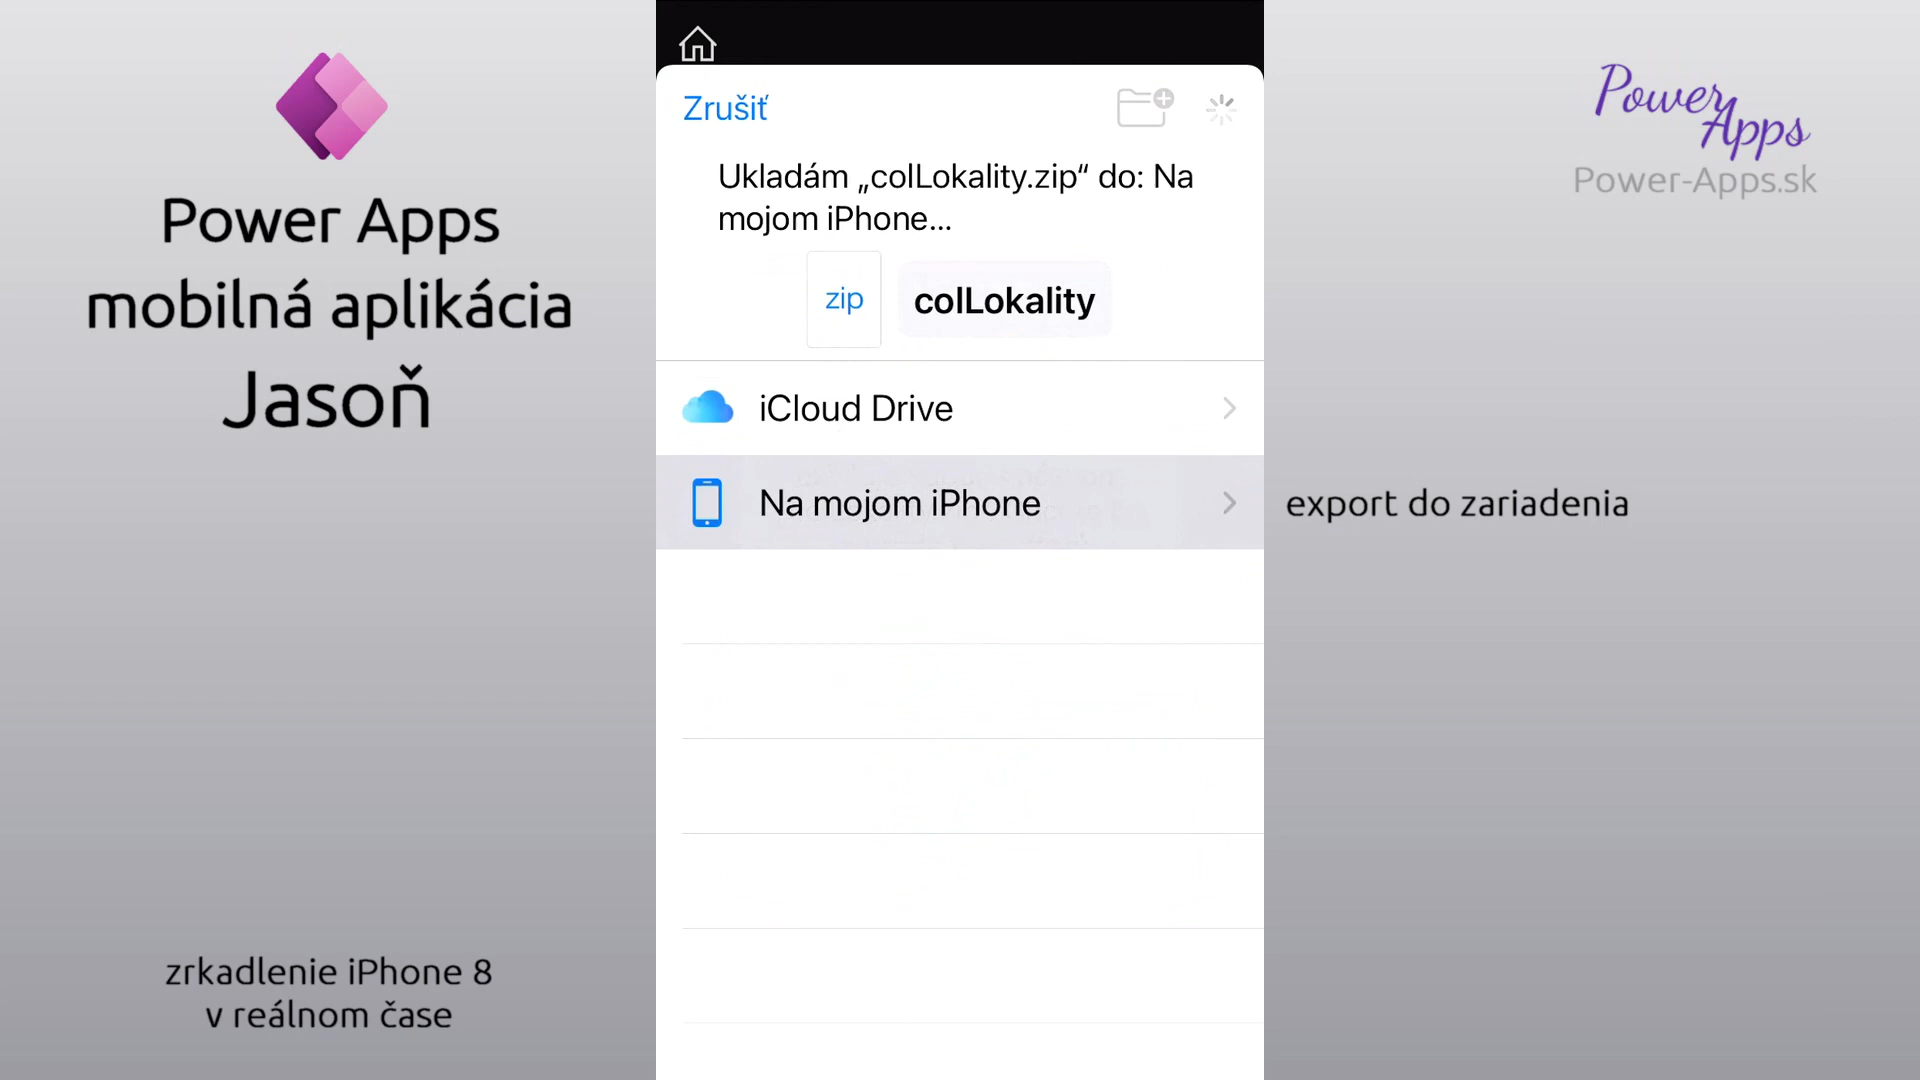 Power Apps
mobilná aplikácia
Jasoň
zrkadlenie iPhone 8
v reálnom čase
Zrušiť
Ukladám „colLokality.zip“ do: Na
mojom iPhone...
zip
colLokality
iCloud Drive
Na mojom iPhone
Power
Apps
Power-Apps.sk
export do zariadenia